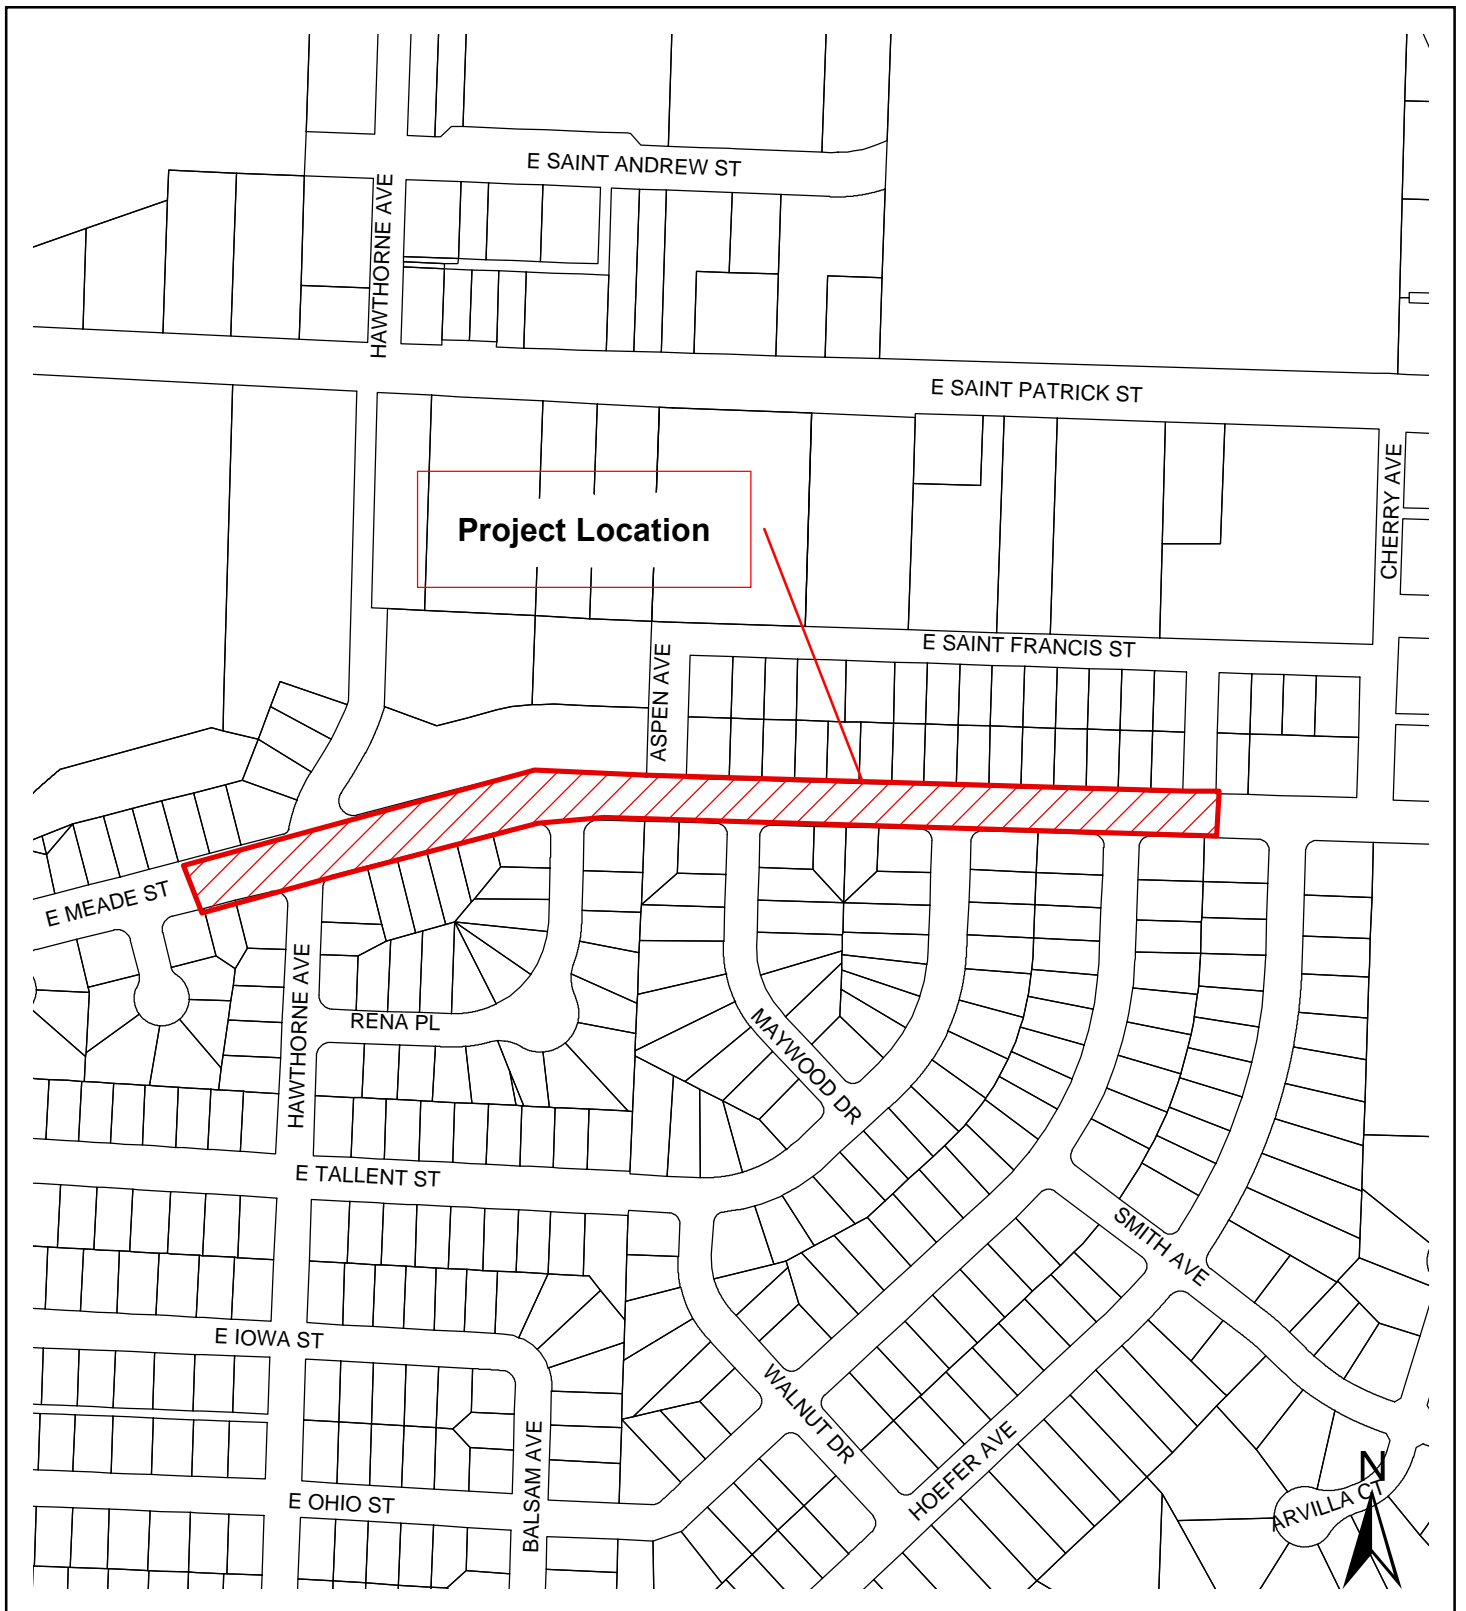 E SAINT ANDREW ST
HAWTHORNE AVE
E SAINT PATRICK ST
CHERRY AVE
Project Location
E SAINT FRANCIS ST
ASPEN AVE
E MEADE ST
HAWTHORNE AVE
RENA PL
MAYWOOD DR
E TALLENT ST
SMITH AVE
E IOWA ST
WALNUT DR
BALSAM AVE
HOEFER AVE
E OHIO ST
N
ARVILLA CT